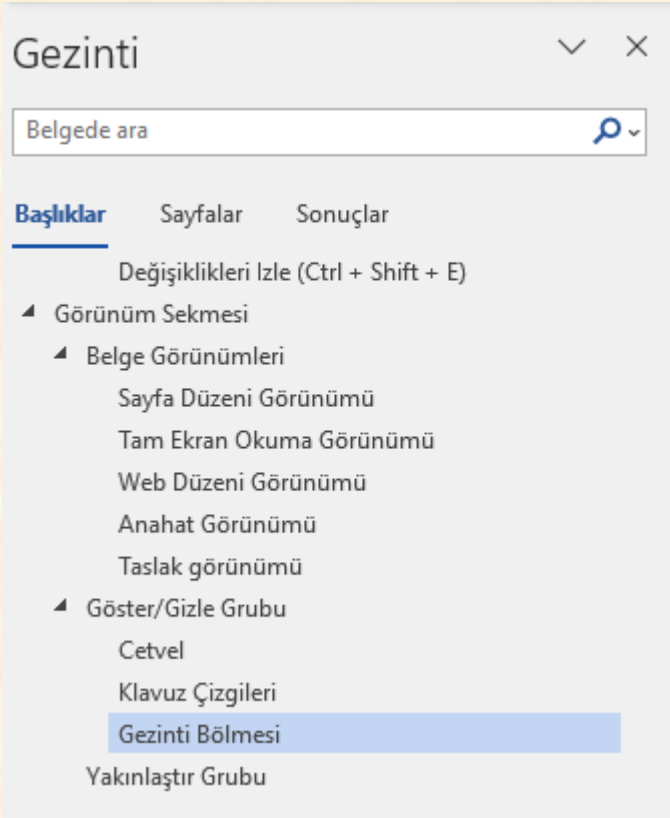 Gezinti
Belgede ara
Başlıklar Sayfalar Sonuçlar
Değişiklikleri Izle (Ctrl + Shift + E)
Görünüm Sekmesi
Belge Görünümleri
Sayfa Düzeni Görünümü
Tam Ekran Okuma Görünümü
Web Düzeni Görünümü
Anahat Görünümü
Taslak görünümü
Göster/Gizle Grubu
Cetvel
Klavuz Çizgileri
Gezinti Bölmesi
Yakınlaştır Grubu